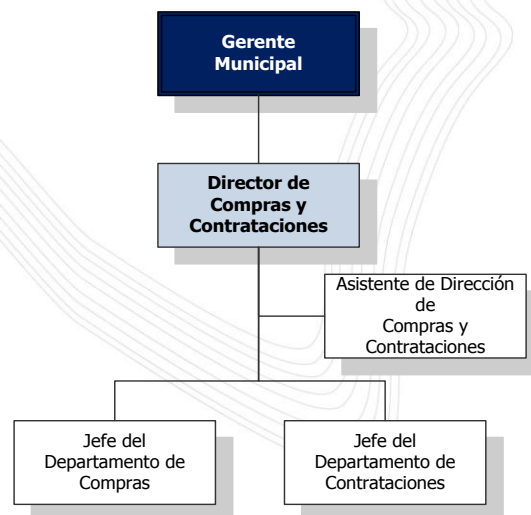 Gerente
Municipal
Director de
Compras y
Contrataciones
Asistente de Dirección
de
Compras y
Contrataciones
Jefe del
Departamento de
Compras
Jefe del
Departamento de
Contrataciones